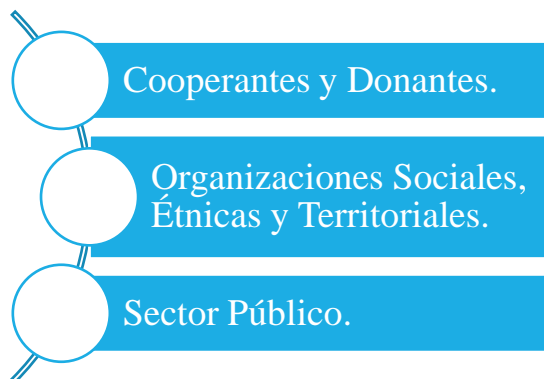 Cooperantes y Donantes.
Organizaciones Sociales,
Étnicas y Territoriales.
Sector Público.